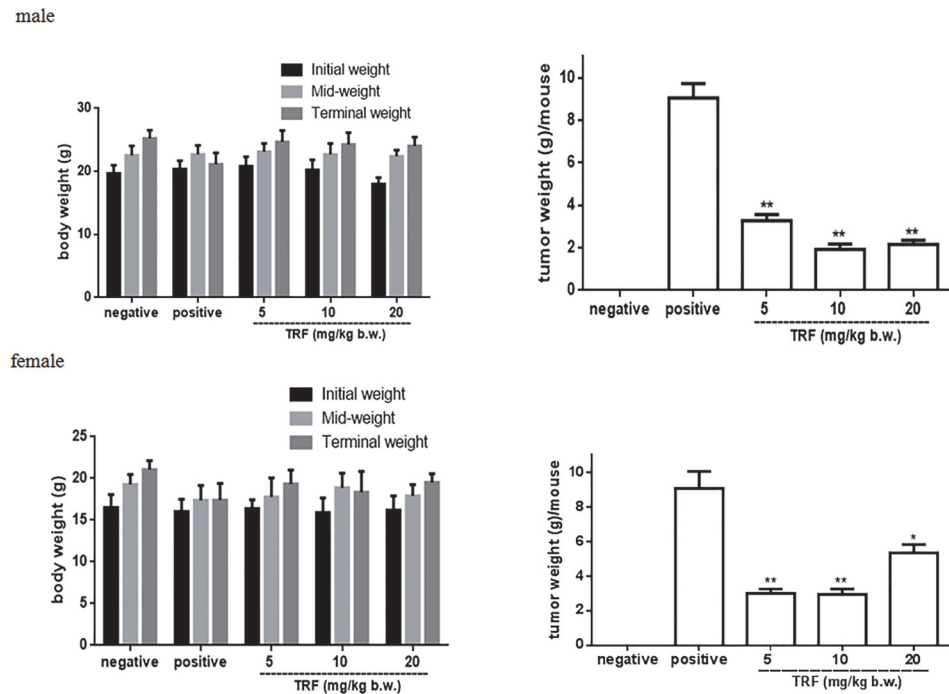 male
Initial weight
Mid-weight
Terminal weight
body weight (g)
30
20
10
0
negative positive 5 10 20
TRF (mg/kg b.w.)
tumor weight (g)/mouse
10
8
6
4
2
0
** ** **
negative positive 5 10 20
TRF (mg/kg b.w.)
female
Initial weight
Mid-weight
Terminal weight
body weight (g)
25
20
15
10
5
0
negative positive 5 10 20
TRF (mg/kg b.w.)
tumor weight (g)/mouse
10
8
6
4
2
0
** ** *
negative positive 5 10 20
TRF (mg/kg b.w.)